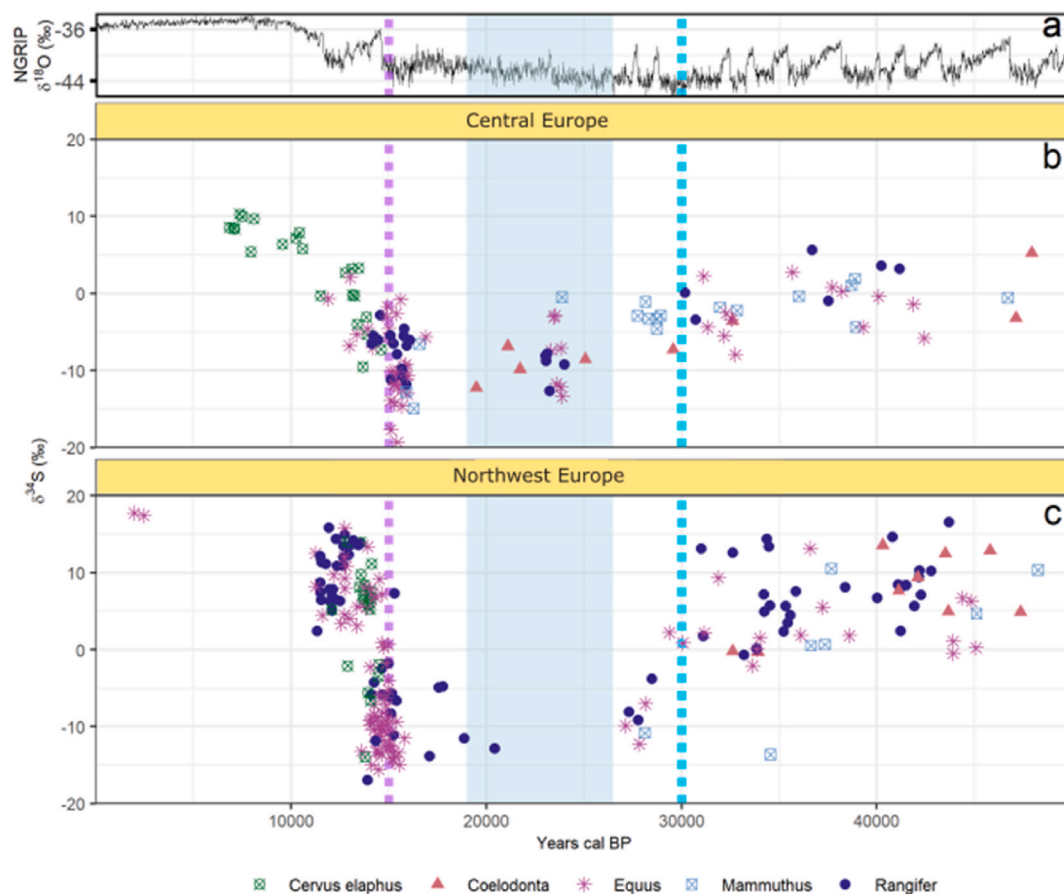 a
NGRIP
δ¹⁸O (‰)
-36
-44
Central Europe
b
20
10
0
-10
-20
δ³⁴S (‰)
Northwest Europe
c
20
10
0
-10
-20
10000 20000 30000 40000
Years cal BP
Cervus elaphus Coelodonta Equus Mammuthus Rangifer